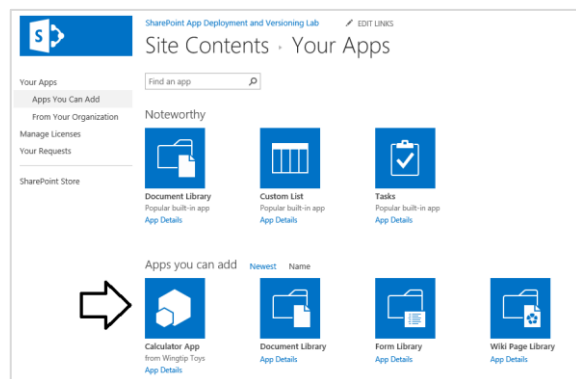 S
SharePoint App Deployment and Versioning Lab
EDIT LINKS
Site Contents › Your Apps
Find an app
Your Apps
Apps You Can Add
From Your Organization
Manage Licenses
Your Requests
SharePoint Store
Noteworthy
Document Library
Popular built-in app
App Details
Custom List
Popular built-in app
App Details
Tasks
Popular built-in app
App Details
Apps you can add Newest Name
Calculator App
from Wingtip Toys
App Details
Document Library
App Details
Form Library
App Details
Wiki Page Library
App Details